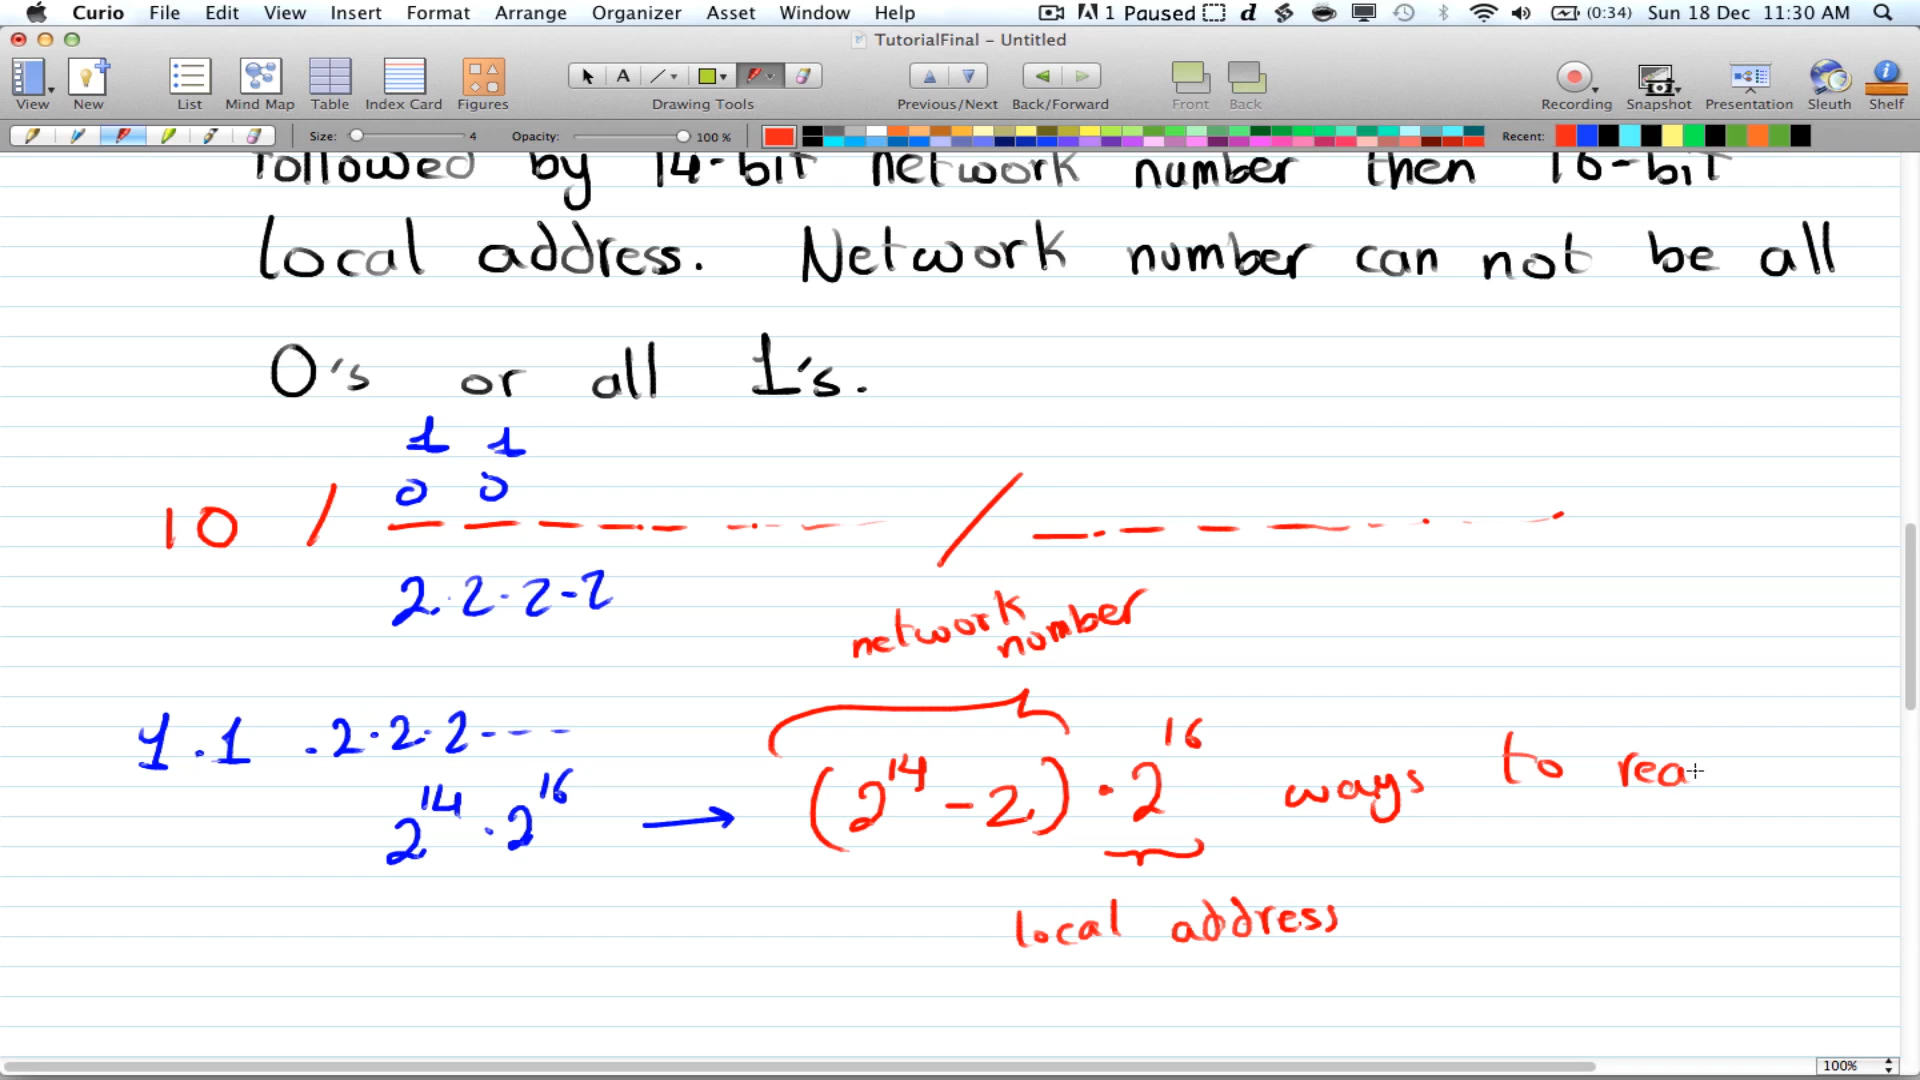 Curio File Edit View Insert Format Arrange Organizer Asset Window Help 1 Paused (0:34) Sun 18 Dec 11:30 AM
TutorialFinal – Untitled
View New List Mind Map Table Index Card Figures Drawing Tools Previous/Next Back/Forward Front Back Recording Snapshot Presentation Sleuth Shelf
Size: 4 Opacity: 100 % Recent:
followed by 14-bit network number then 16-bit
local address. Network number can not be all
0's or all 1's.
1 1
0 0
10 /
/
2·2·2·2
network
number
1·1 ·2·2·2·---
2^14 · 2^16 → (2^14 - 2) · 2^16 ways to rea
local address
100%